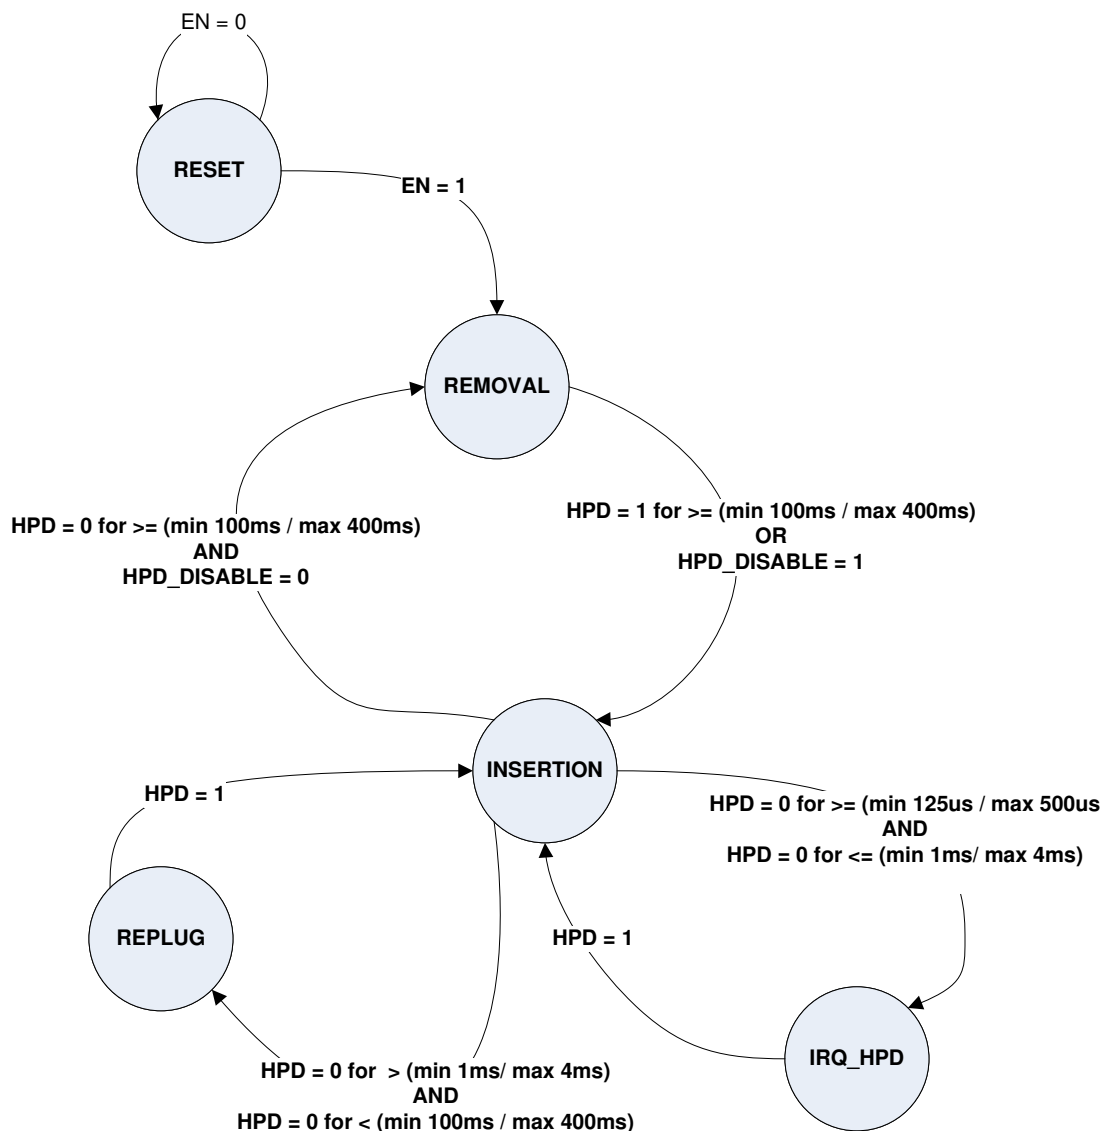 EN = 0
RESET
EN = 1
REMOVAL
HPD = 0 for >= (min 100ms / max 400ms)
AND
HPD_DISABLE = 0
HPD = 1 for >= (min 100ms / max 400ms)
OR
HPD_DISABLE = 1
INSERTION
HPD = 1
HPD = 0 for >= (min 125us / max 500us
AND
HPD = 0 for <= (min 1ms/ max 4ms)
REPLUG
HPD = 1
IRQ_HPD
HPD = 0 for  > (min 1ms/ max 4ms)
AND
HPD = 0 for < (min 100ms / max 400ms)